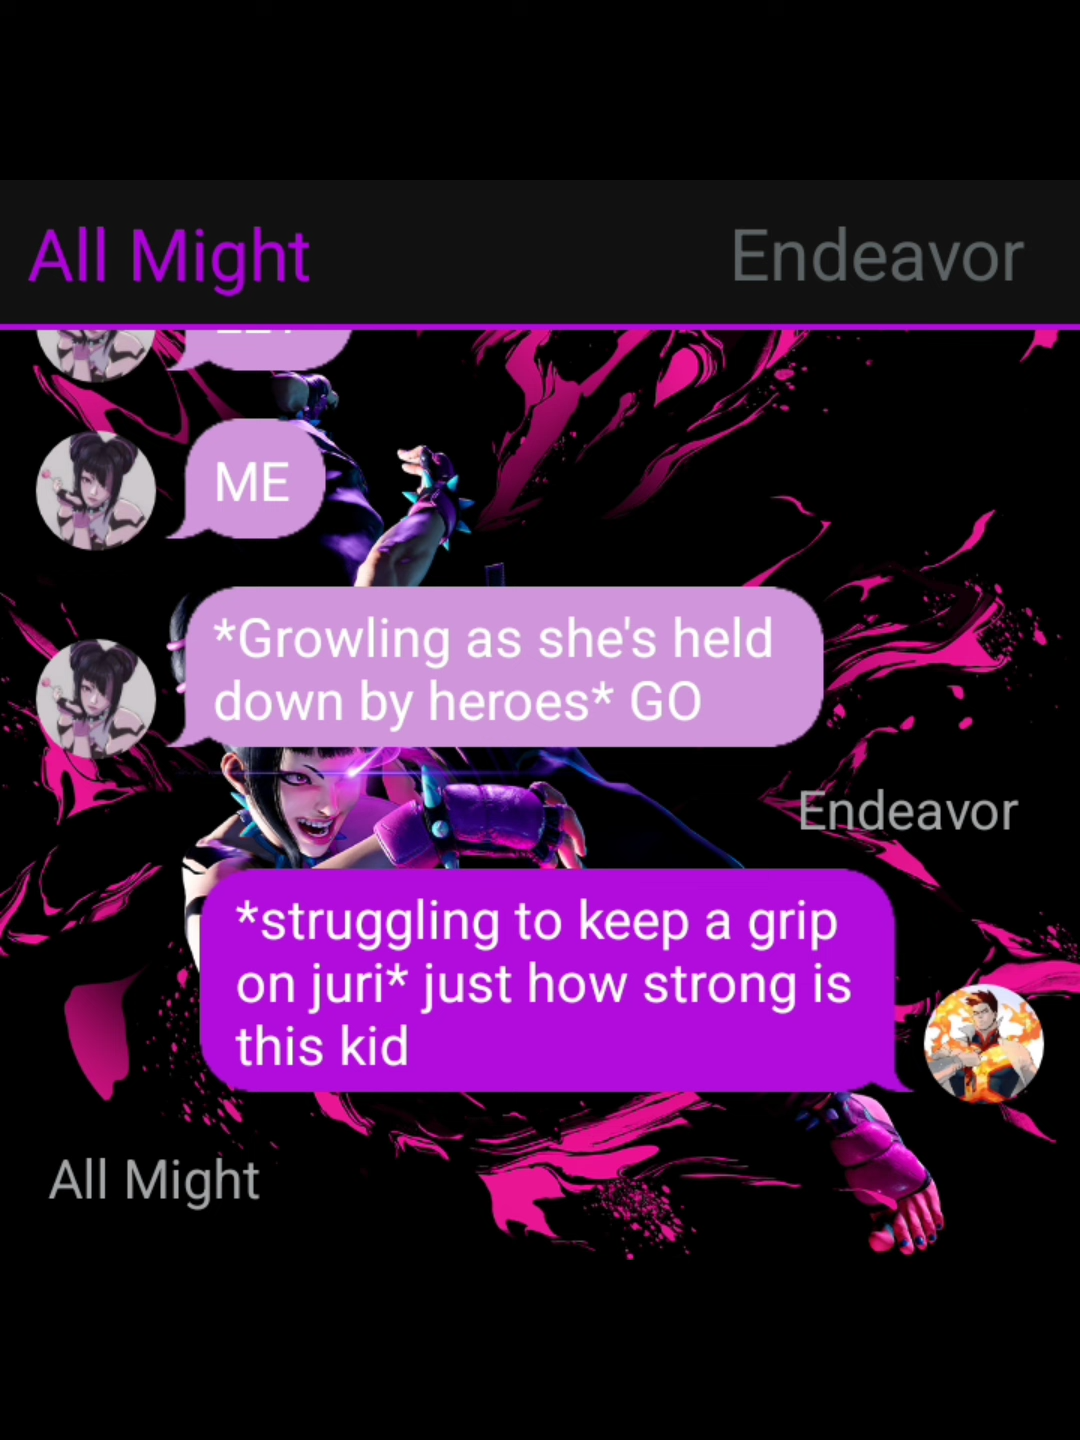 All Might
Endeavor
ME
*Growling as she's held
down by heroes* GO
Endeavor
*struggling to keep a grip
on juri* just how strong is
this kid
All Might